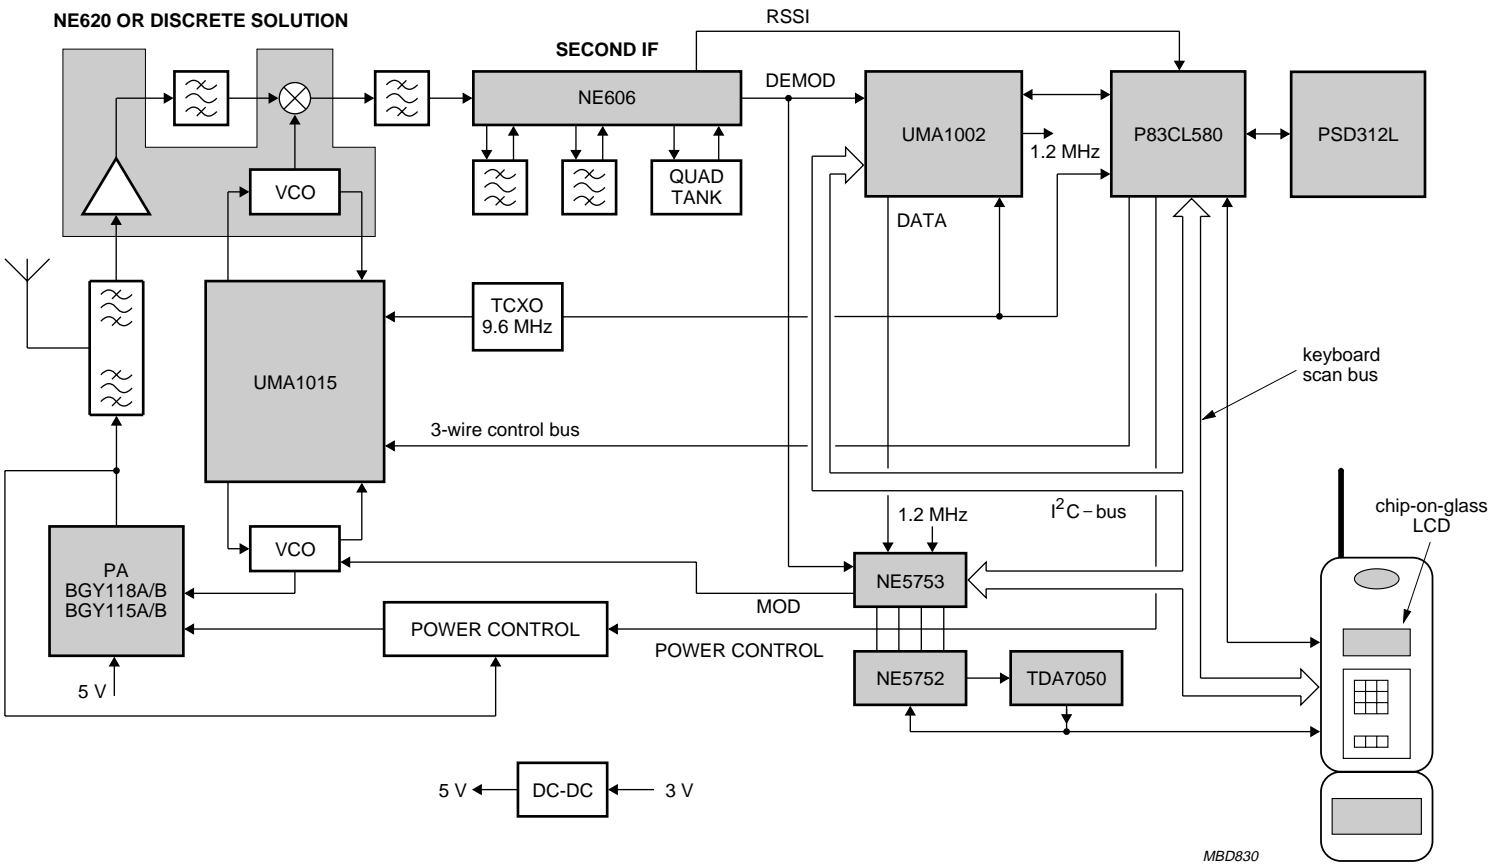 NE620 OR DISCRETE SOLUTION
RSSI
SECOND IF
NE606
DEMOD
UMA1002
P83CL580
PSD312L
1.2 MHz
VCO
QUAD
TANK
DATA
TCXO
9.6 MHz
UMA1015
keyboard
scan bus
3-wire control bus
I2C–bus
chip-on-glass
LCD
1.2 MHz
VCO
PA
BGY118A/B
BGY115A/B
NE5753
MOD
POWER CONTROL
POWER CONTROL
NE5752
TDA7050
5 V
5 V
DC-DC
3 V
MBD830